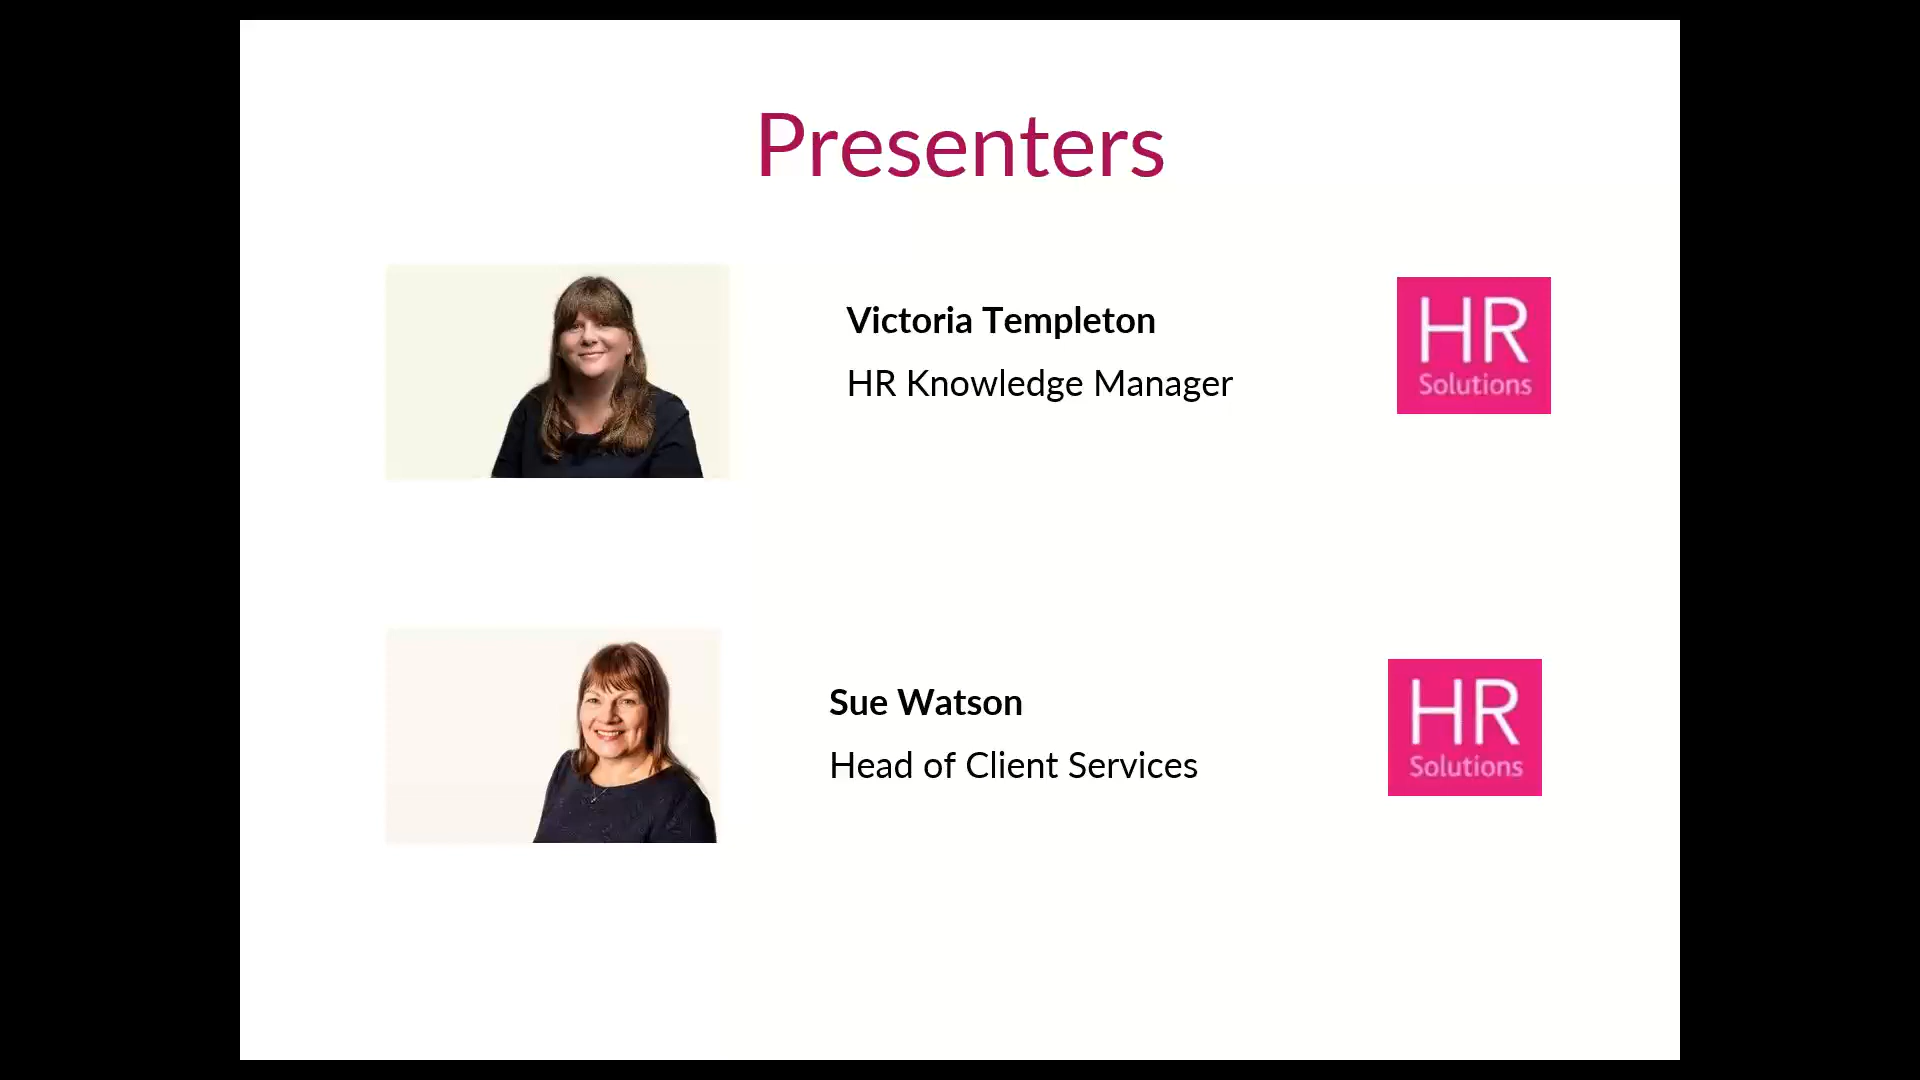 Presenters
Victoria Templeton
HR Knowledge Manager
HR
Solutions
Sue Watson
Head of Client Services
HR
Solutions